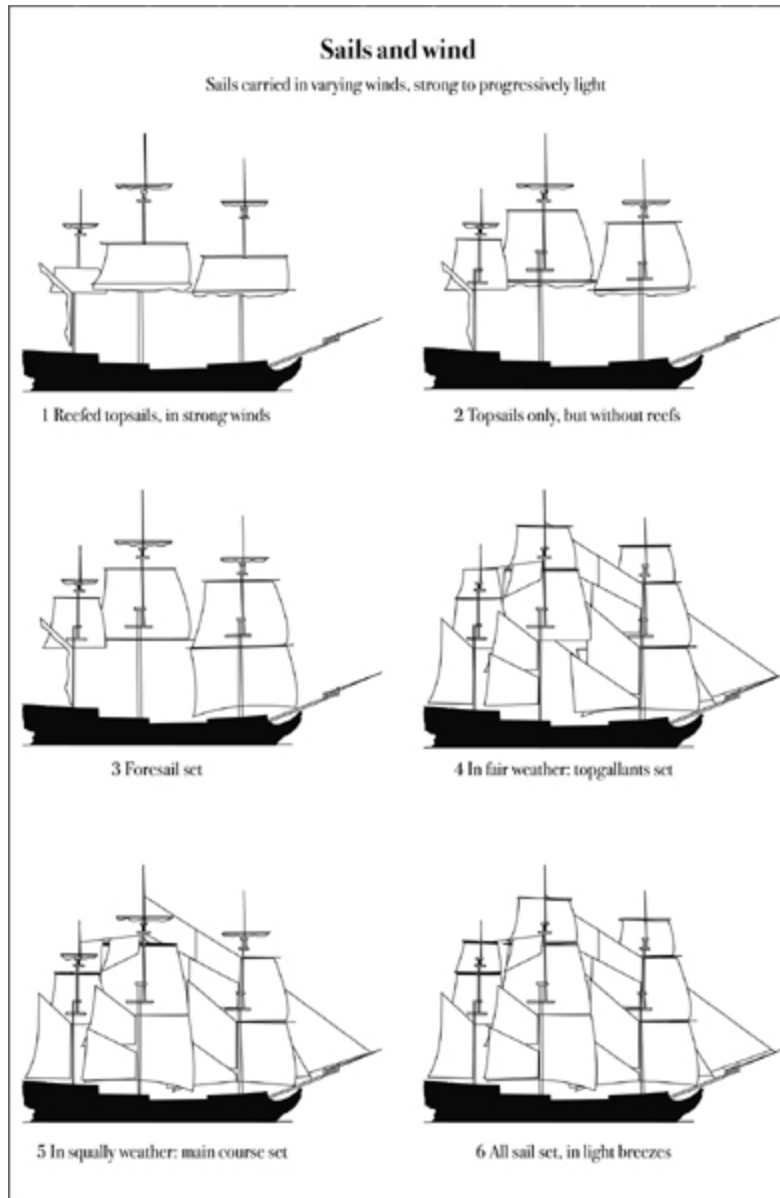 Sails and wind
Sails carried in varying winds, strong to progressively light
1 Reefed topsails, in strong winds
2 Topsails only, but without reefs
3 Foresail set
4 In fair weather: topgallants set
5 In squally weather: main course set
6 All sail set, in light breezes